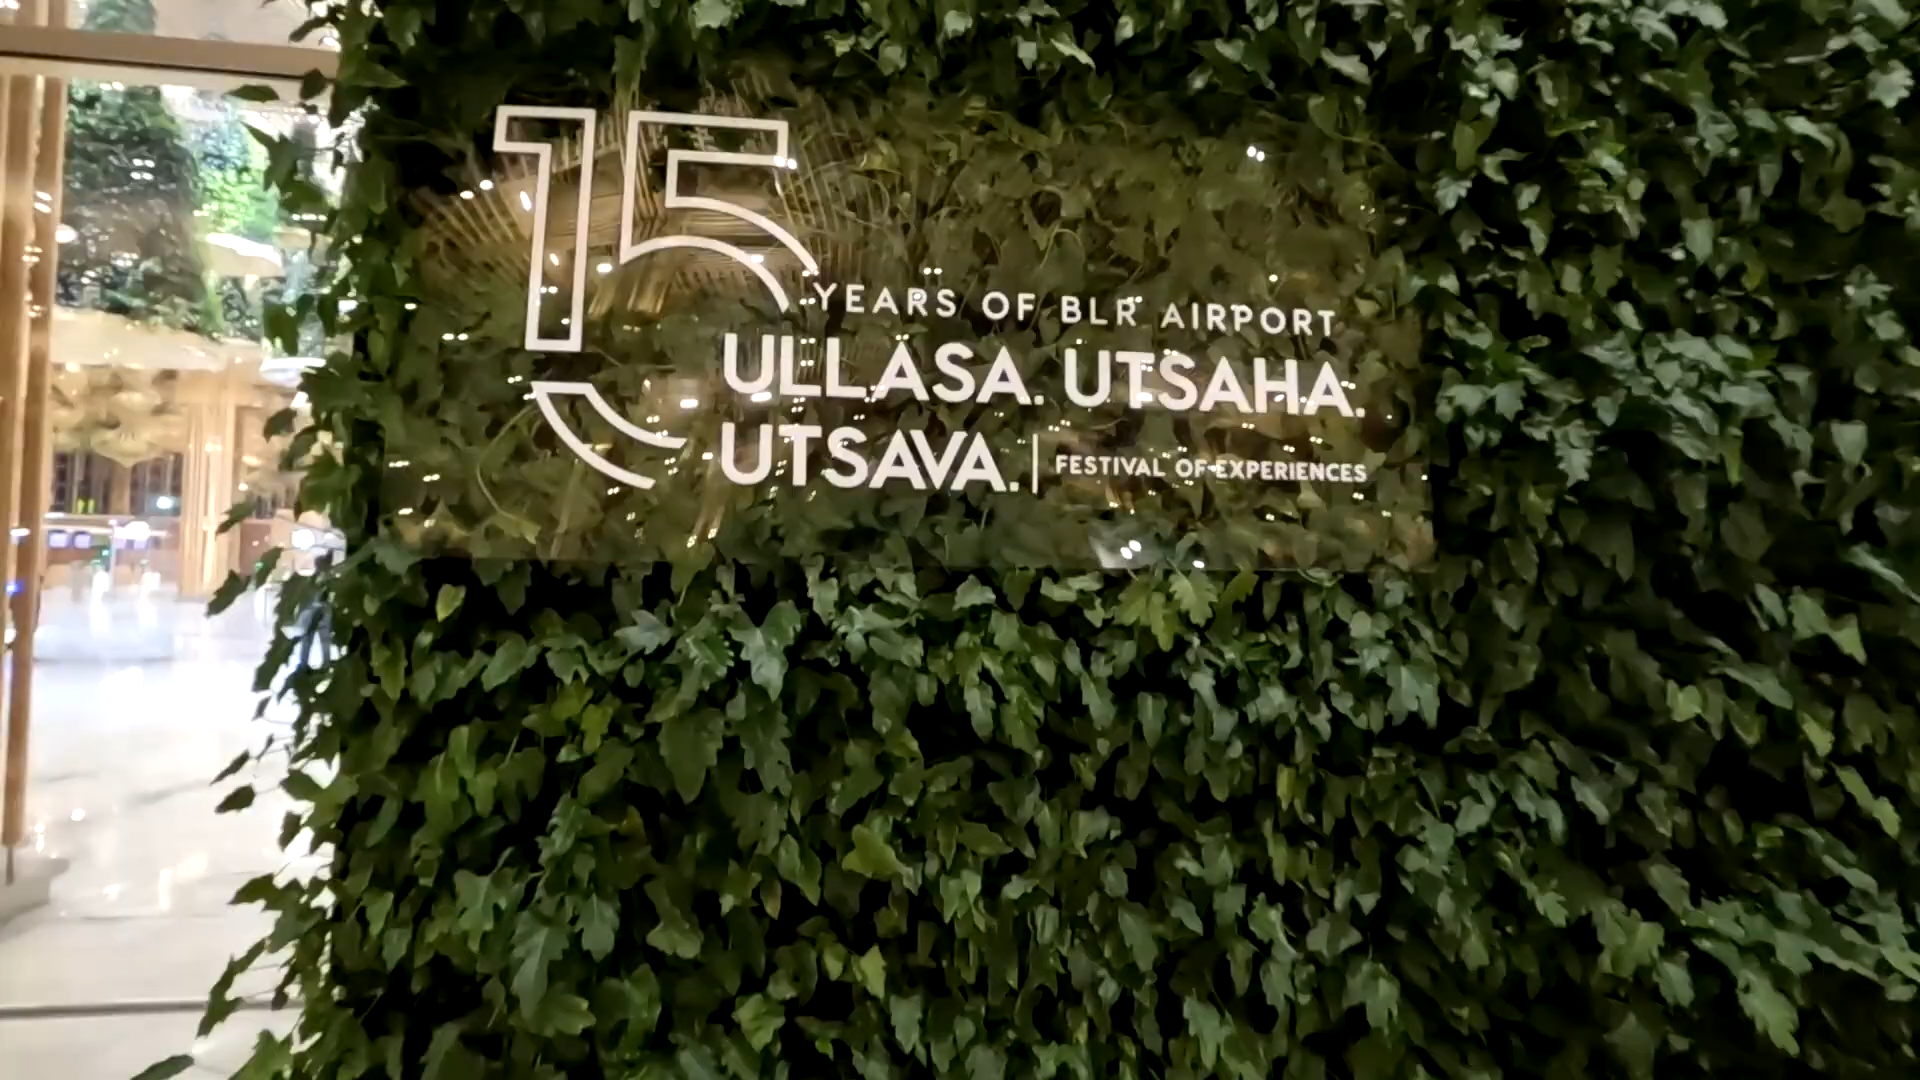 15
YEARS OF BLR AIRPORT
ULLASA. UTSAHA.
UTSAVA. | FESTIVAL OF EXPERIENCES